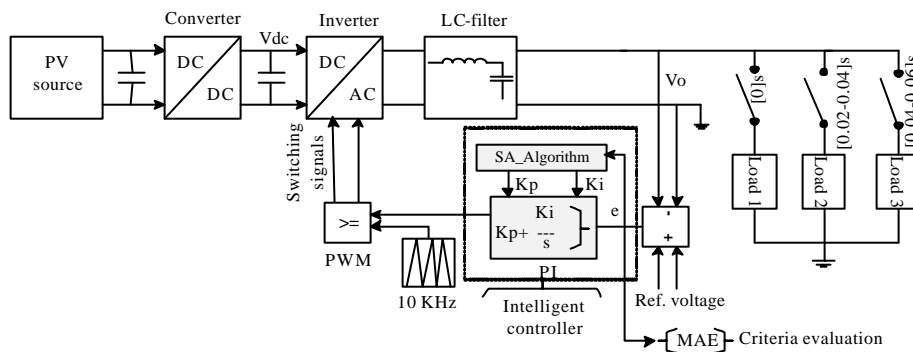 Converter
Inverter
LC-filter
PV
source
DC
DC
Vdc
DC
AC
Vo
[0]s
[0.02-0.04]s
Load 1
Load 2
Load 3
Switching
signals
SA_Algorithm
Kp
Ki
Ki
Kp+ ---
s
e
-
+
>=
PWM
10 KHz
PI
Intelligent
controller
Ref. voltage
MAE
Criteria evaluation